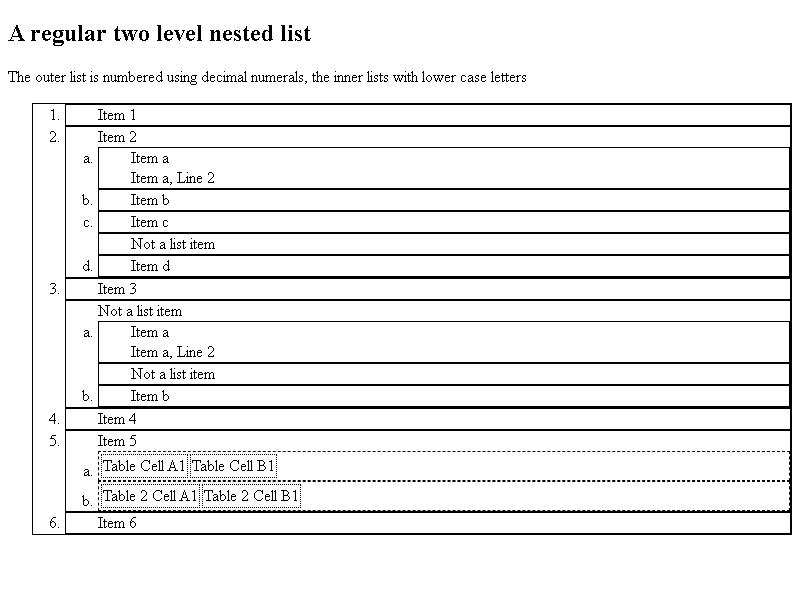 A regular two level nested list
The outer list is numbered using decimal numerals, the inner lists with lower case letters
1. Item 1
2. Item 2
a. Item a
Item a, Line 2
b. Item b
c. Item c
Not a list item
d. Item d
3. Item 3
Not a list item
a. Item a
Item a, Line 2
Not a list item
b. Item b
4. Item 4
5. Item 5
a. Table Cell A1 Table Cell B1
b. Table 2 Cell A1 Table 2 Cell B1
6. Item 6